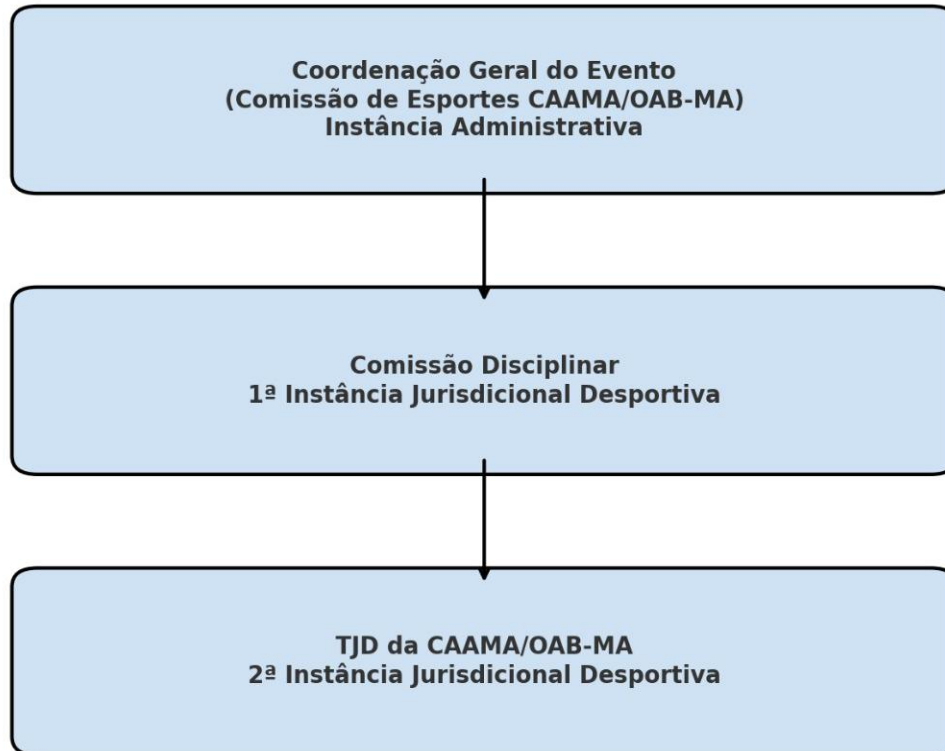 Coordenação Geral do Evento
(Comissão de Esportes CAAMA/OAB-MA)
Instância Administrativa
Comissão Disciplinar
1ª Instância Jurisdicional Desportiva
TJD da CAAMA/OAB-MA
2ª Instância Jurisdicional Desportiva